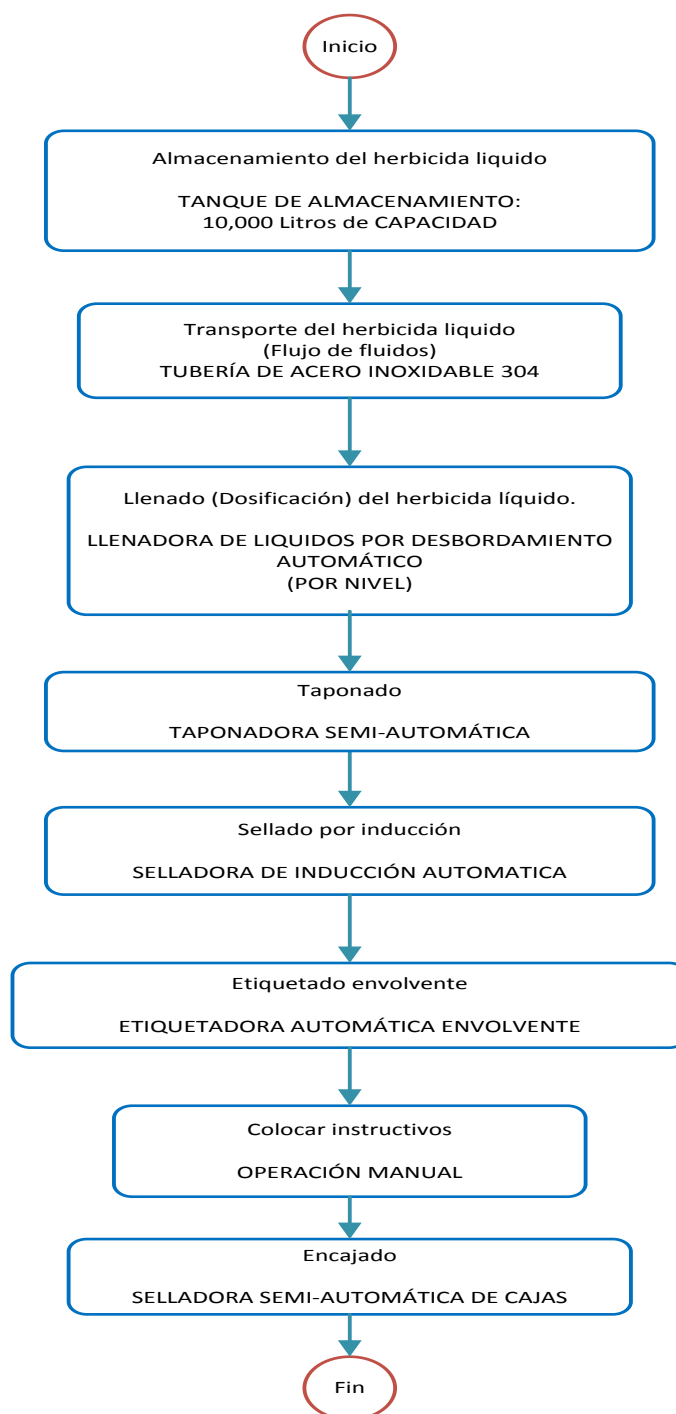 Inicio
Almacenamiento del herbicida liquido
TANQUE DE ALMACENAMIENTO:
10,000 Litros de CAPACIDAD
Transporte del herbicida liquido
(Flujo de fluidos)
TUBERÍA DE ACERO INOXIDABLE 304
Llenado (Dosificación) del herbicida líquido.
LLENADORA DE LIQUIDOS POR DESBORDAMIENTO
AUTOMÁTICO
(POR NIVEL)
Taponado
TAPONADORA SEMI-AUTOMÁTICA
Sellado por inducción
SELLADORA DE INDUCCIÓN AUTOMATICA
Etiquetado envolvente
ETIQUETADORA AUTOMÁTICA ENVOLVENTE
Colocar instructivos
OPERACIÓN MANUAL
Encajado
SELLADORA SEMI-AUTOMÁTICA DE CAJAS
Fin